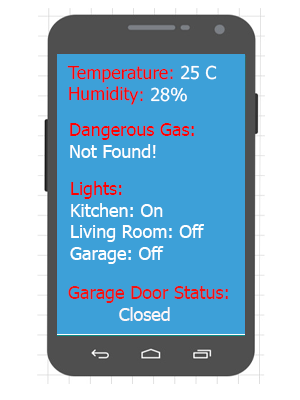 Temperature: 25 C
Humidity: 28%
Dangerous Gas:
Not Found!
Lights:
Kitchen: On
Living Room: Off
Garage: Off
Garage Door Status:
Closed